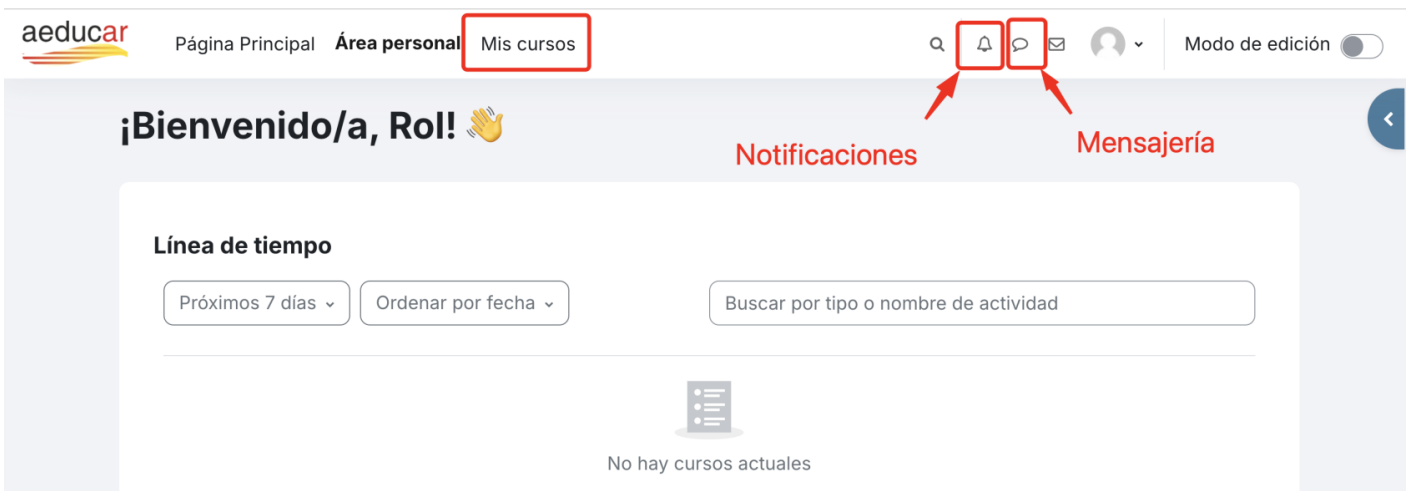 aeducar Página Principal Área personal Mis cursos Modo de edición
¡Bienvenido/a, Rol! 👋
Notificaciones Mensajería
Línea de tiempo
Próximos 7 días Ordenar por fecha Buscar por tipo o nombre de actividad
No hay cursos actuales